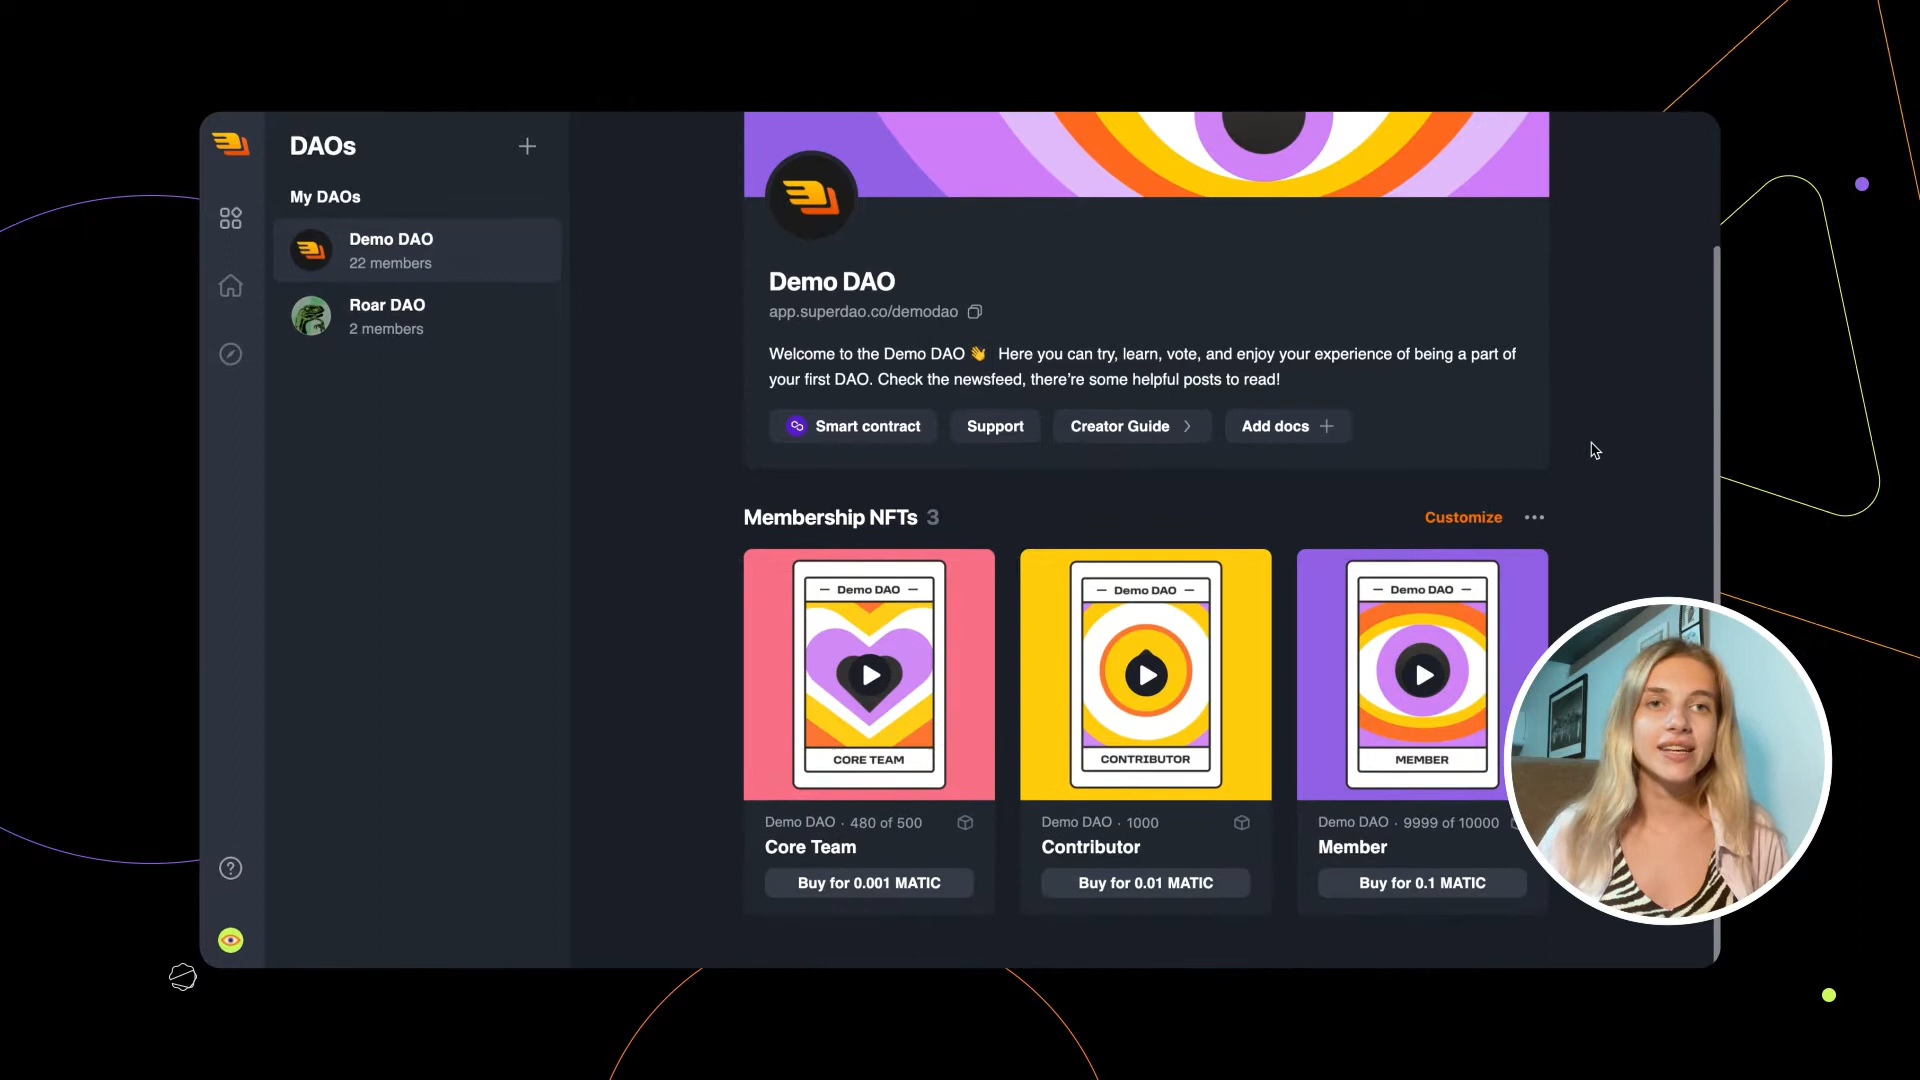 DAOs
My DAOs
Demo DAO
22 members
Roar DAO
2 members
Demo DAO
app.superdao.co/demodao
Welcome to the Demo DAO 👋 Here you can try, learn, vote, and enjoy your experience of being a part of
your first DAO. Check the newsfeed, there're some helpful posts to read!
Smart contract
Support
Creator Guide
Add docs
Membership NFTs 3
Customize
Demo DAO
CORE TEAM
Demo DAO · 480 of 500
Core Team
Buy for 0.001 MATIC
Demo DAO
CONTRIBUTOR
Demo DAO · 1000
Contributor
Buy for 0.01 MATIC
Demo DAO
MEMBER
Demo DAO · 9999 of 10000
Member
Buy for 0.1 MATIC